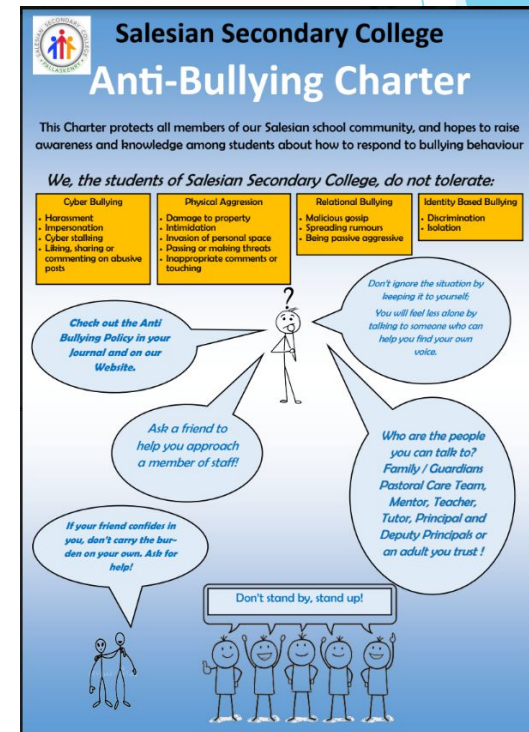 SALESIAN SECONDARY COLLEGE
PALLASKENRY
Salesian Secondary College
Anti-Bullying Charter
This Charter protects all members of our Salesian school community, and hopes to raise
awareness and knowledge among students about how to respond to bullying behaviour
We, the students of Salesian Secondary College, do not tolerate:
Cyber Bullying
• Harassment
• Impersonation
• Cyber stalking
• Liking, sharing or
commenting on abusive
posts
Physical Aggression
• Damage to property
• Intimidation
• Invasion of personal space
• Passing or making threats
• Inappropriate comments or
touching
Relational Bullying
• Malicious gossip
• Spreading rumours
• Being passive aggressive
Identity Based Bullying
• Discrimination
• Isolation
?
Check out the Anti
Bullying Policy in your
Journal and on our
Website.
Don't ignore the situation by
keeping it to yourself;
You will feel less alone by
talking to someone who can
help you find your own
voice.
Ask a friend to
help you approach
a member of staff!
Who are the people
you can talk to?
Family / Guardians
Pastoral Care Team,
Mentor, Teacher,
Tutor, Principal and
Deputy Principals or
an adult you trust !
If your friend confides in
you, don't carry the bur-
den on your own. Ask for
help!
Don't stand by, stand up!